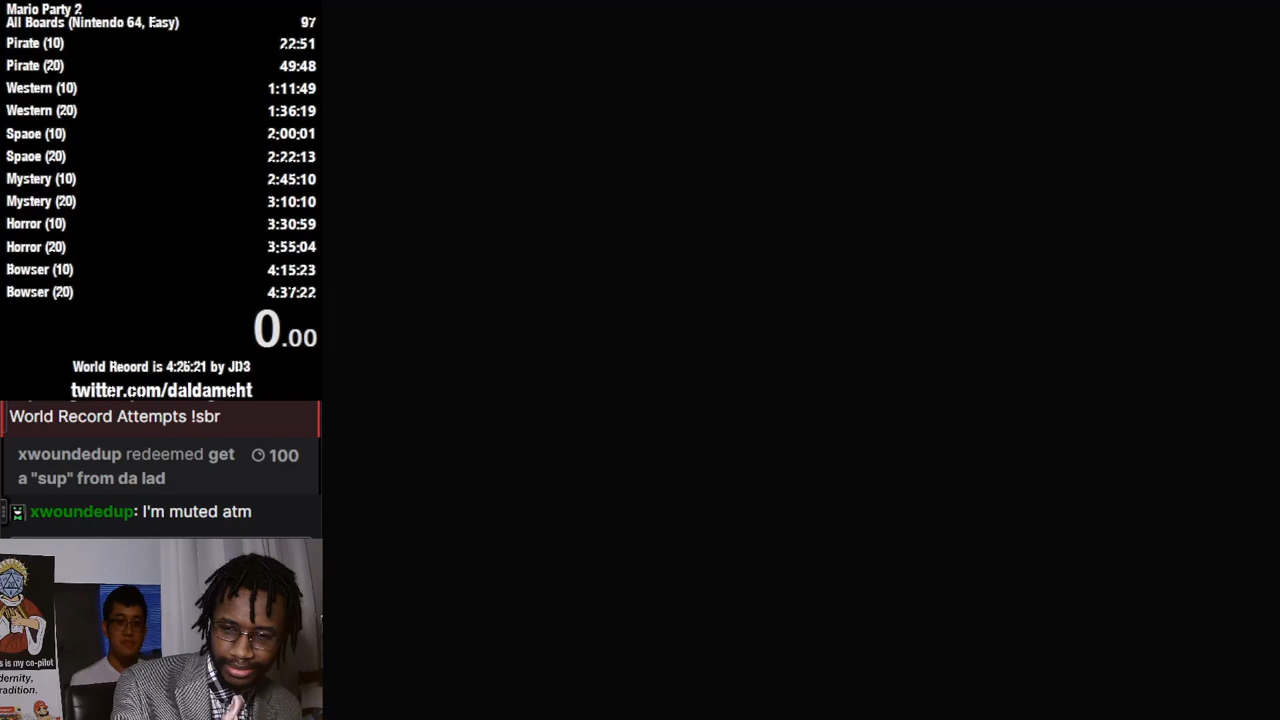 Mario Party 2
All Boards (Nintendo 64, Easy) 97
Pirate (10) 22:51
Pirate (20) 49:48
Western (10) 1:11:49
Western (20) 1:36:19
Space (10) 2:00:01
Space (20) 2:22:13
Mystery (10) 2:45:10
Mystery (20) 3:10:10
Horror (10) 3:30:59
Horror (20) 3:55:04
Bowser (10) 4:15:23
Bowser (20) 4:37:22
0.00
World Record is 4:26:21 by JD3
twitter.com/daldameht
World Record Attempts !sbr
xwoundedup redeemed get 100
a "sup" from da lad
xwoundedup: I'm muted atm
is my co-pilot
dernity,
radition.